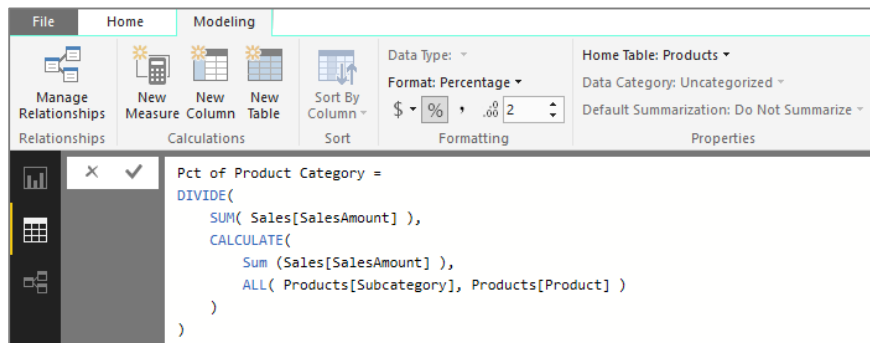 File Home Modeling
Data Type:
Home Table: Products
Format: Percentage
Data Category: Uncategorized
Manage Relationships
New Measure
New Column
New Table
Sort By Column
$ % , .00 2
Default Summarization: Do Not Summarize
Relationships Calculations Sort Formatting Properties
Pct of Product Category =
DIVIDE(
SUM( Sales[SalesAmount] ),
CALCULATE(
Sum (Sales[SalesAmount] ),
ALL( Products[Subcategory], Products[Product] )
)
)